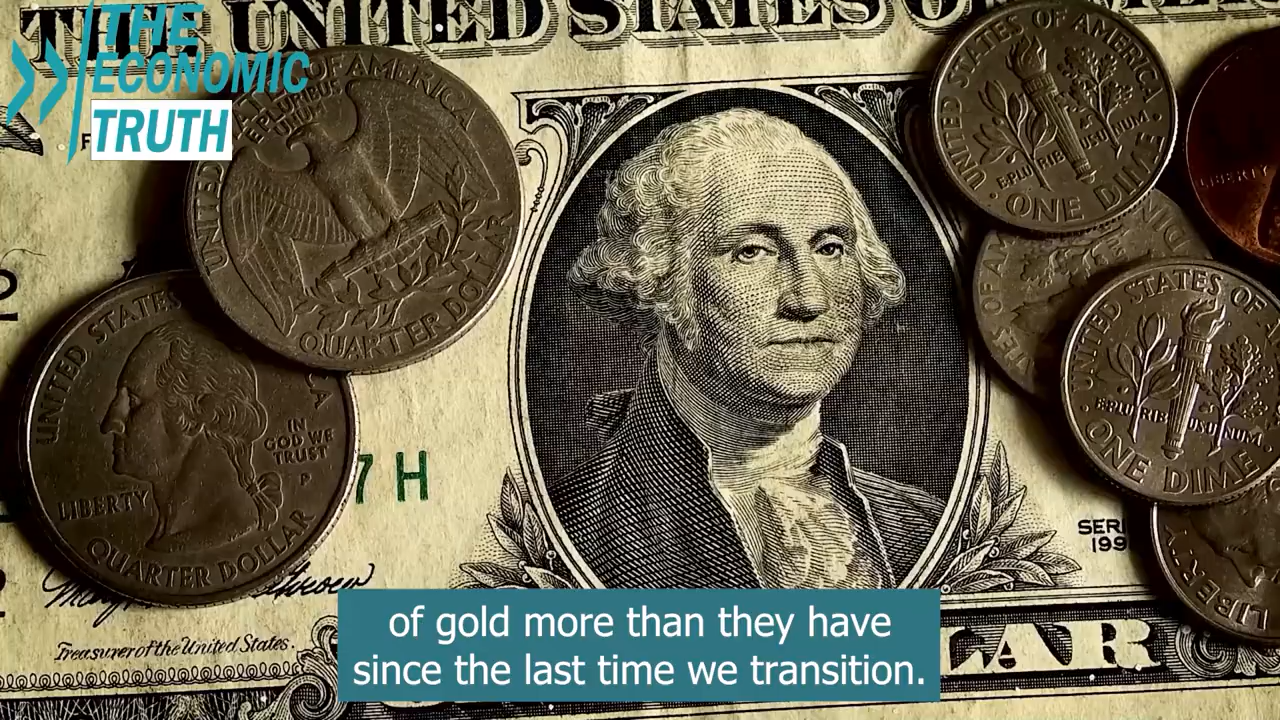 THE UNITED STATES OF AMERICA
THE
ECONOMIC
TRUTH
UNITED STATES OF AMERICA
E PLURIBUS
UNUM
QUARTER DOLLAR
UNITED STATES OF AMERICA
E PLURIBUS UNUM
ONE DIME
LIBERTY
UNITED STATES
IN
GOD WE
TRUST
P
LIBERTY
QUARTER DOLLAR
7 H
UNITED STATES OF A
E PLURIBUS UNUM
ONE DIME
SERI
199
LIBERTY
Treasurer of the United States.
LAR
of gold more than they have
since the last time we transition.